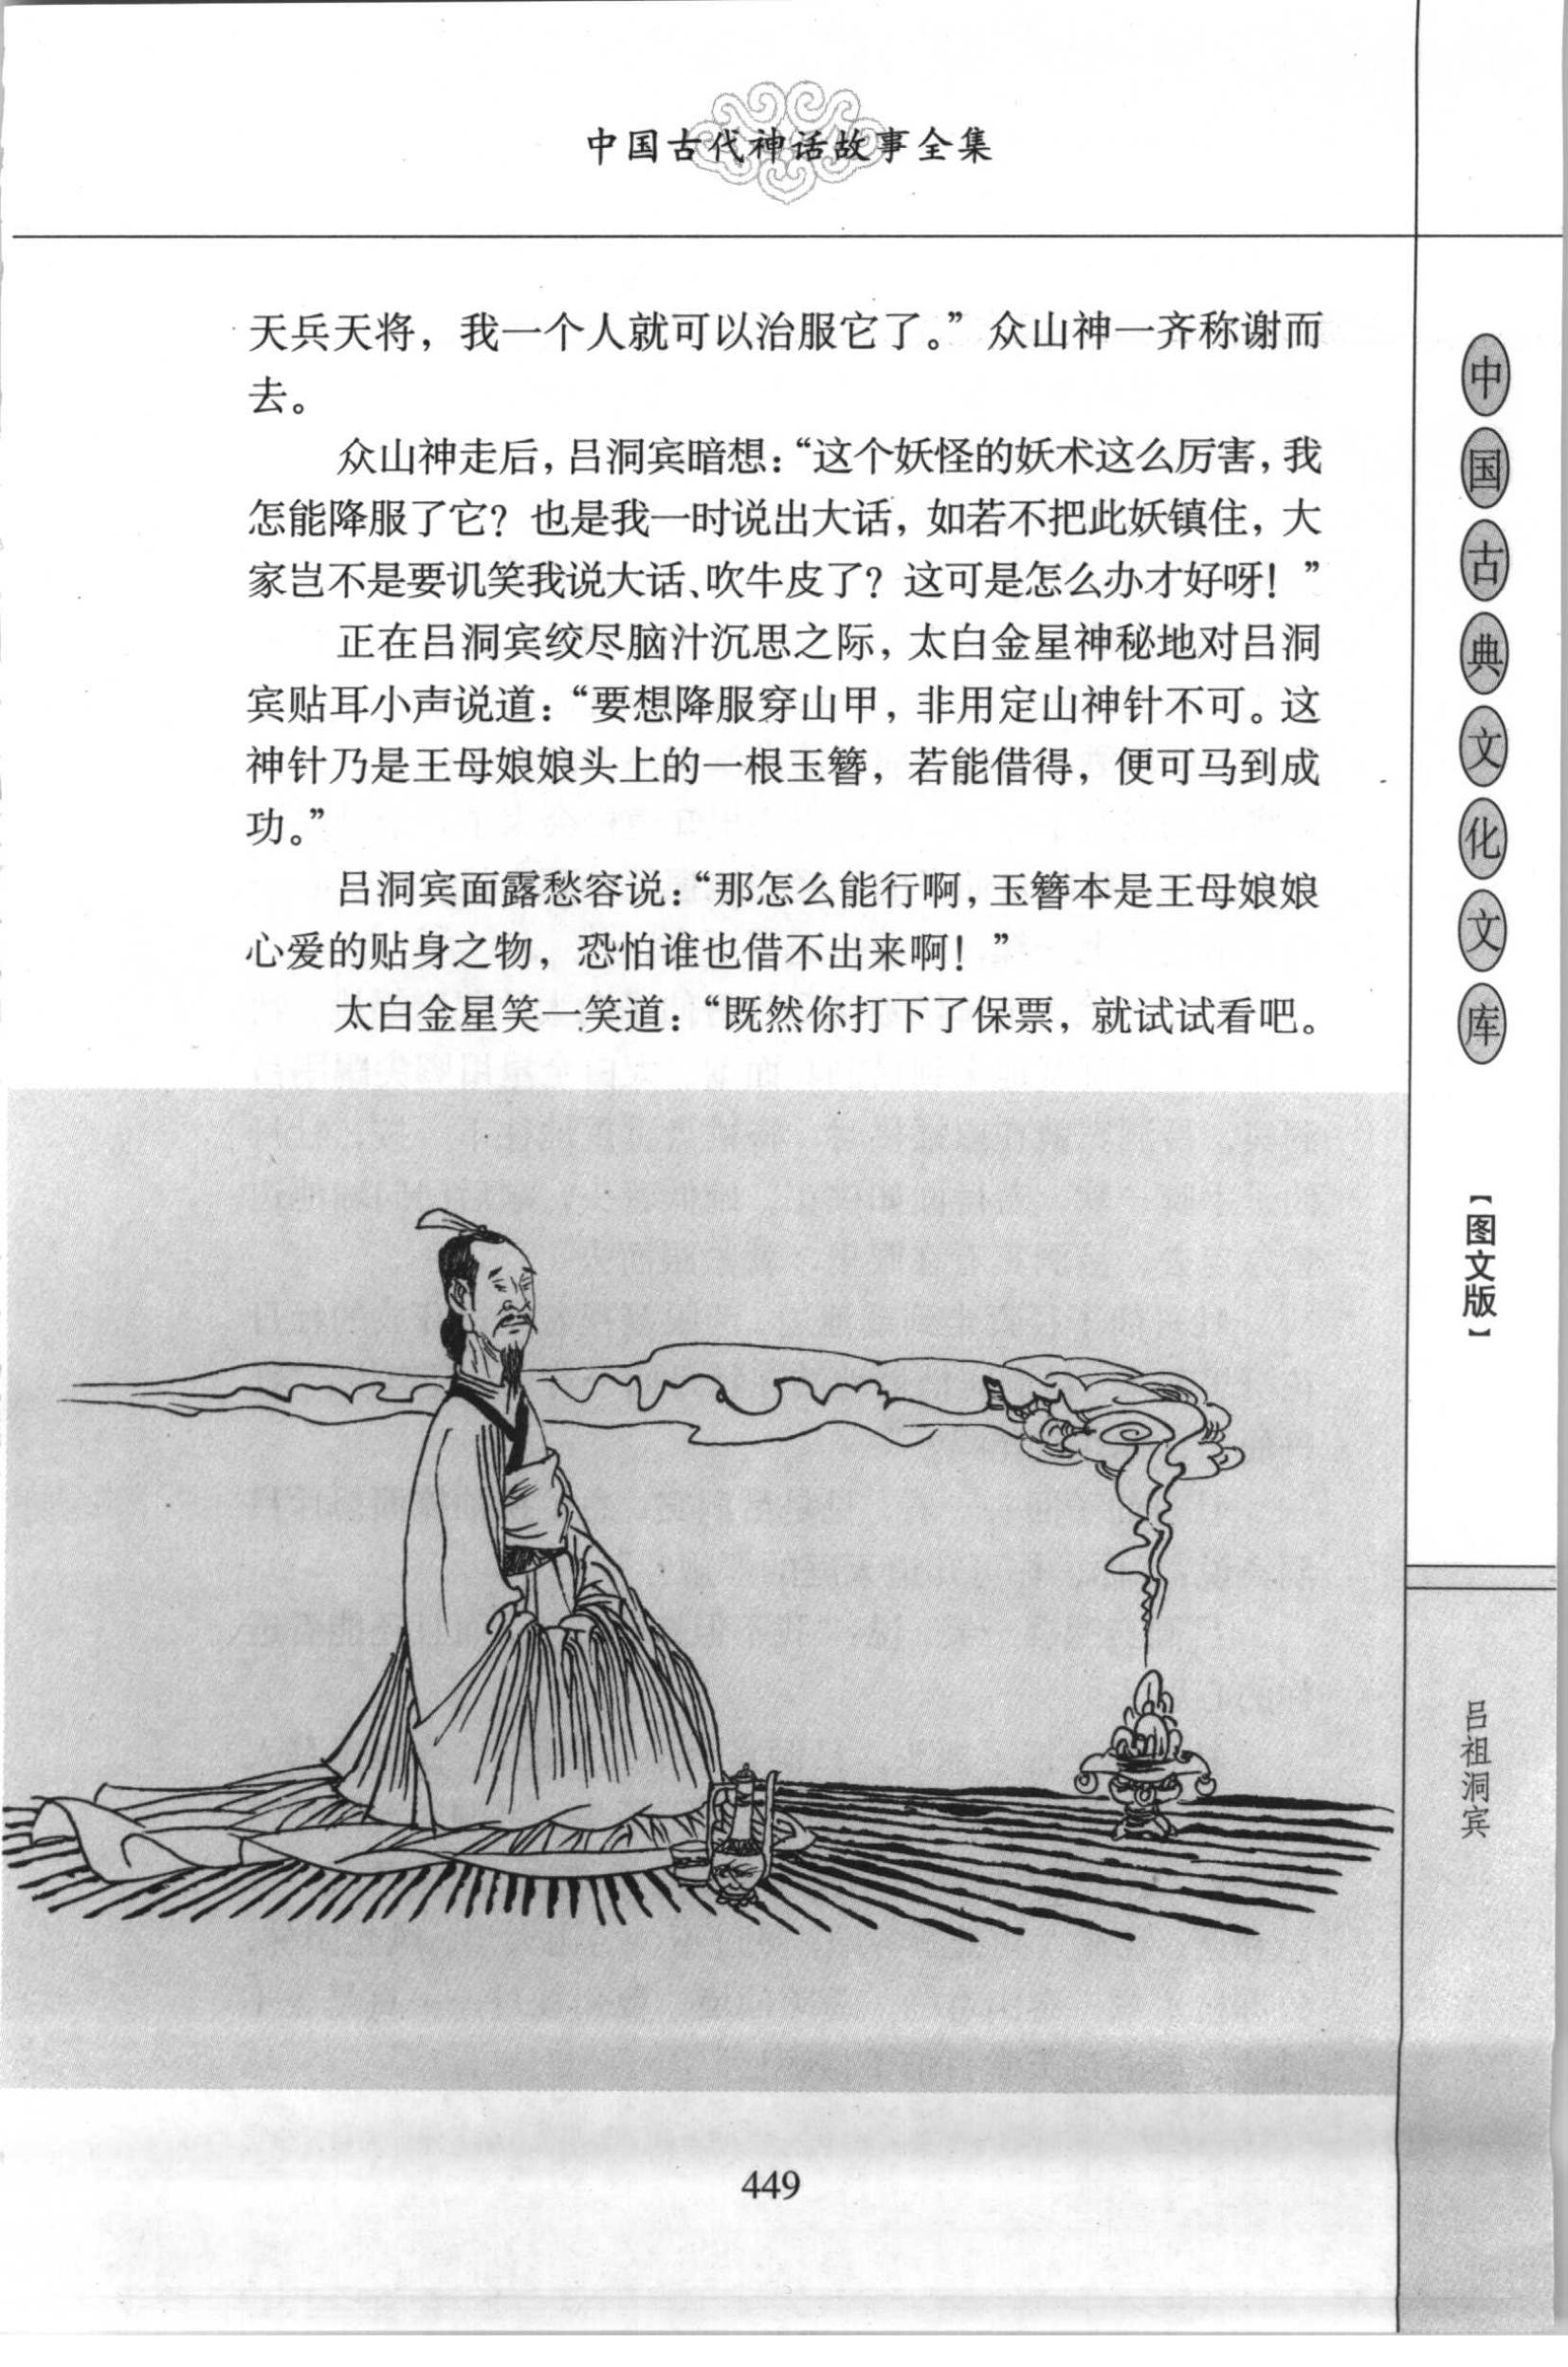 中国古代神话故事全集
天兵天将，我一个人就可以治服它了。”众山神一齐称谢而
去。
众山神走后，吕洞宾暗想：“这个妖怪的妖术这么厉害，我
怎能降服了它？也是我一时说出大话，如若不把此妖镇住，大
家岂不是要讥笑我说大话、吹牛皮了？这可是怎么办才好呀！”
正在吕洞宾绞尽脑汁沉思之际，太白金星神秘地对吕洞
宾贴耳小声说道：“要想降服穿山甲，非用定山神针不可。这
神针乃是王母娘娘头上的一根玉簪，若能借得，便可马到成
功。”
吕洞宾面露愁容说：“那怎么能行啊，玉簪本是王母娘娘
心爱的贴身之物，恐怕谁也借不出来啊！”
太白金星笑一笑道：“既然你打下了保票，就试试看吧。
中国古典文化文库
【图文版】
吕祖洞宾
449